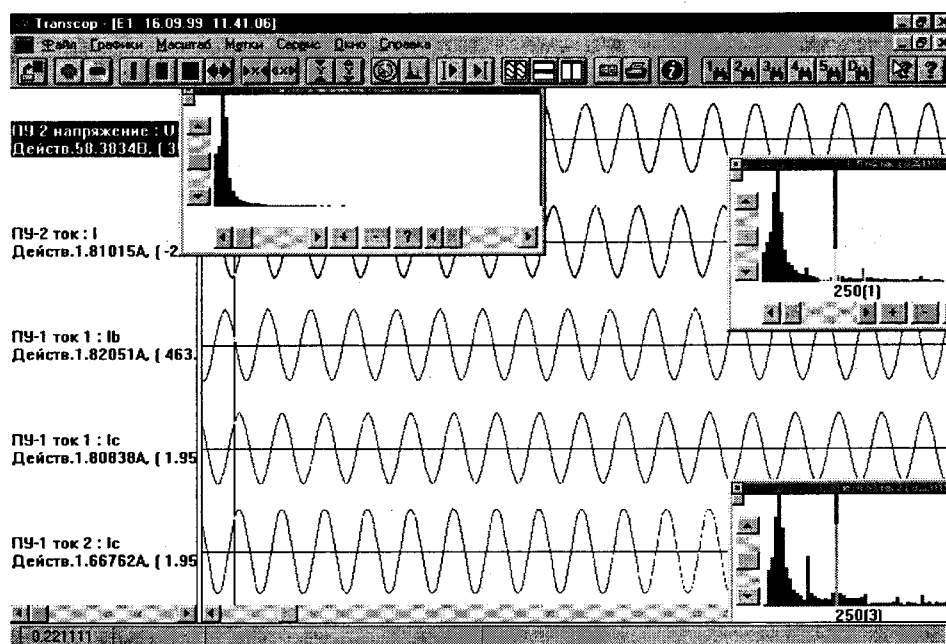 Transcop - [E1 16.09.99 11.41.06]
Файл Графики Масштаб Метки Сервис Окно Справка
ПУ-2 напряжение : U
Действ.58.3834В, ( 3
ПУ-2 ток : I
Действ.1.81015А, ( -2
250(1)
ПУ-1 ток 1 : Ib
Действ.1.82051А, ( 463.
ПУ-1 ток 1 : Ic
Действ.1.80838А, ( 1.95
ПУ-1 ток 2 : Ic
Действ.1.66762А, ( 1.95
250(3)
0.221111